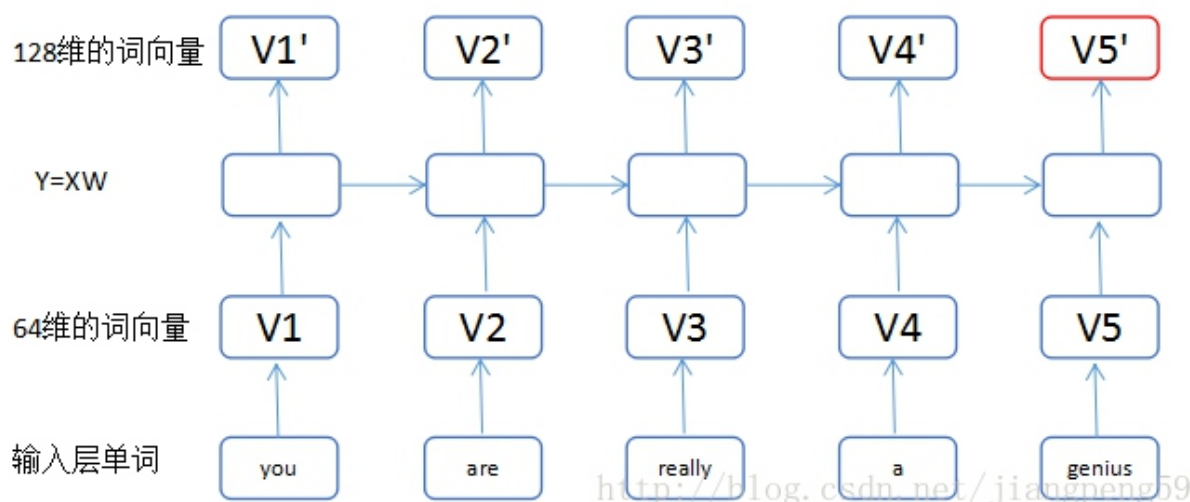 128维的词向量 V1' V2' V3' V4' V5'
Y=XW
64维的词向量 V1 V2 V3 V4 V5
输入层单词 you are really a genius
http://blog.csdn.net/jiangpeng59